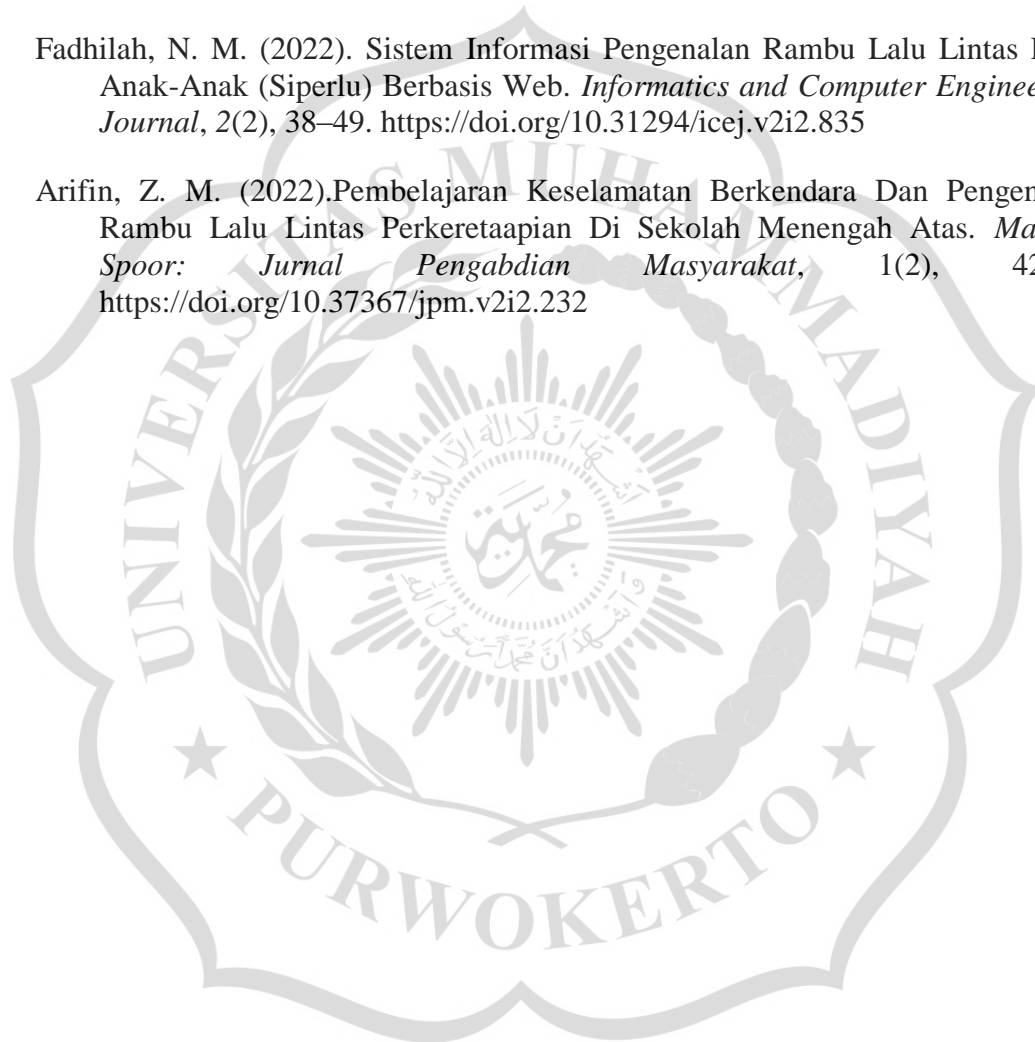 Fadhilah, N. M. (2022). Sistem Informasi Pengenalan Rambu Lalu Lintas
Anak-Anak (Siperlu) Berbasis Web. Informatics and Computer Enginee
Journal, 2(2), 38–49. https://doi.org/10.31294/icej.v2i2.835
Arifin, Z. M. (2022).Pembelajaran Keselamatan Berkendara Dan Pengen
Rambu Lalu Lintas Perkeretaapian Di Sekolah Menengah Atas. Ma
Spoor: Jurnal Pengabdian Masyarakat, 1(2), 42
https://doi.org/10.37367/jpm.v2i2.232
UNIVERSITAS MUHAMMADIYAH
PURWOKERTO